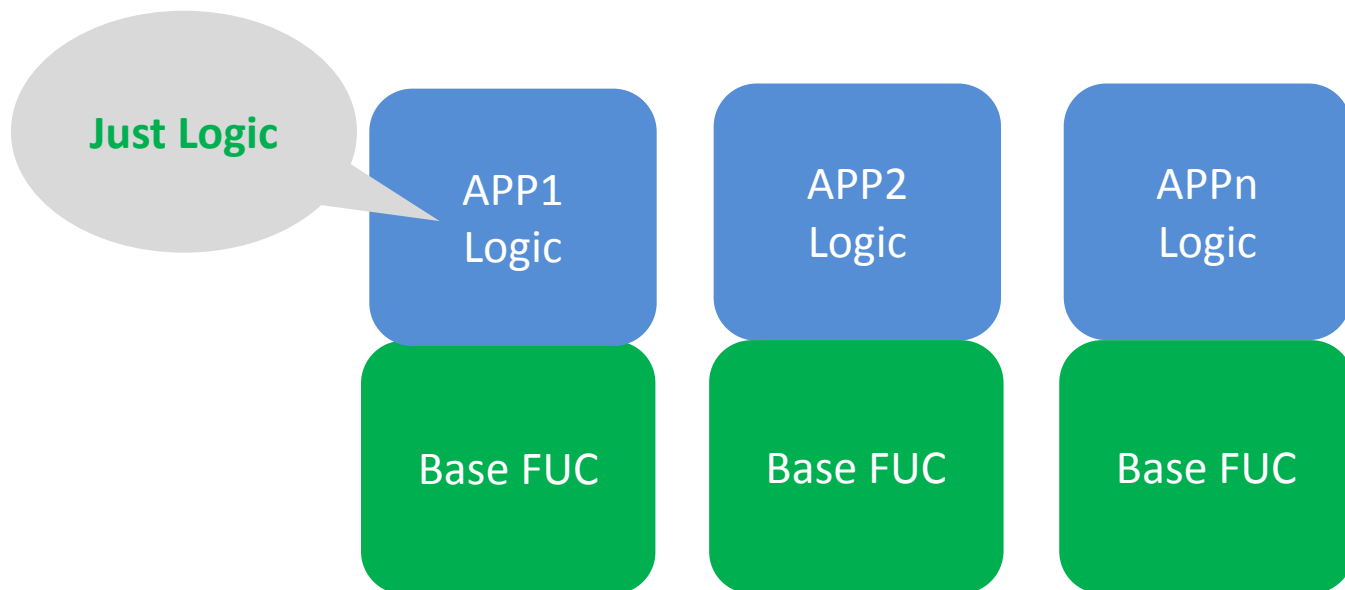 Just Logic
APP1
Logic
APP2
Logic
APPn
Logic
Base FUC
Base FUC
Base FUC